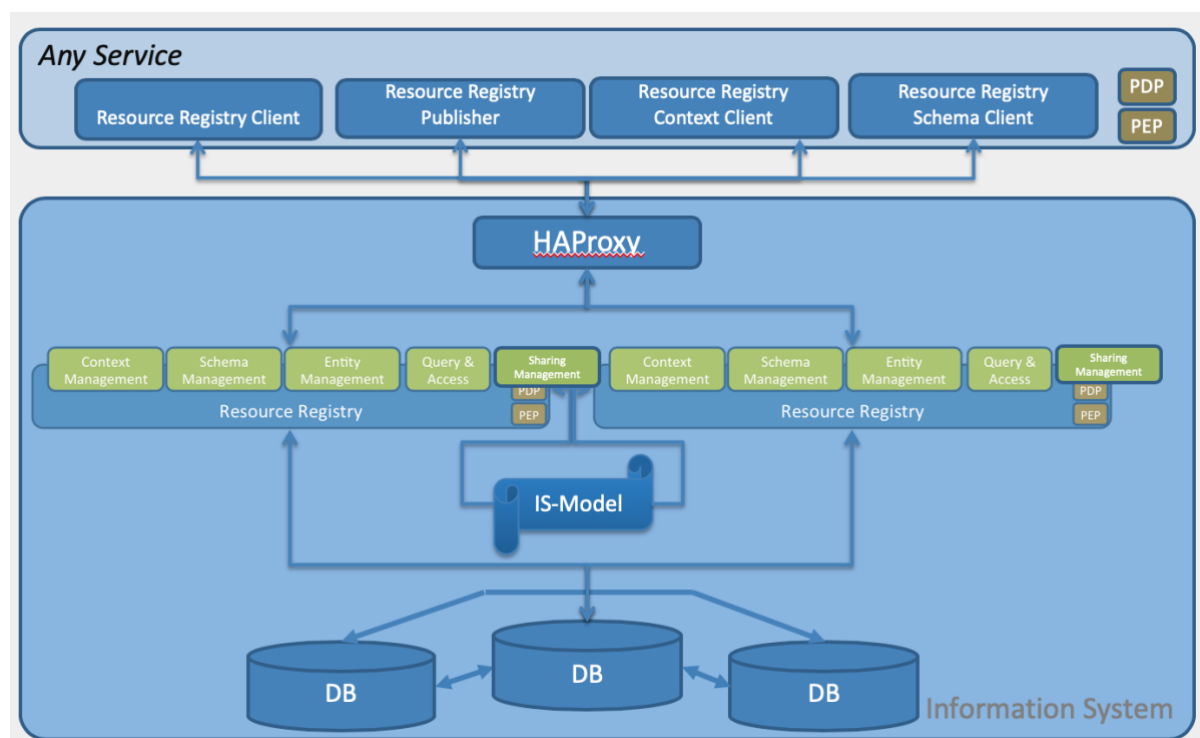 Any Service
Resource Registry Client
Resource Registry
Publisher
Resource Registry
Context Client
Resource Registry
Schema Client
PDP
PEP
HAProxy
Context
Management
Schema
Management
Entity
Management
Query &
Access
Sharing
Management
PDP
PEP
Resource Registry
Context
Management
Schema
Management
Entity
Management
Query &
Access
Sharing
Management
PDP
PEP
Resource Registry
IS-Model
DB
DB
DB
Information System